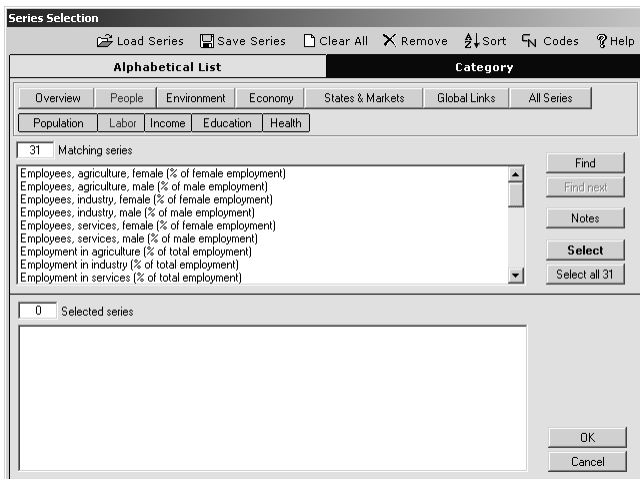 Series Selection
Load Series Save Series Clear All Remove Sort Codes Help
Alphabetical List Category
Overview People Environment Economy States & Markets Global Links All Series
Population Labor Income Education Health
31 Matching series
Employees, agriculture, female (% of female employment)
Employees, agriculture, male (% of male employment)
Employees, industry, female (% of female employment)
Employees, industry, male (% of male employment)
Employees, services, female (% of female employment)
Employees, services, male (% of male employment)
Employment in agriculture (% of total employment)
Employment in industry (% of total employment)
Employment in services (% of total employment)
Find
Find next
Notes
Select
Select all 31
0 Selected series
OK
Cancel